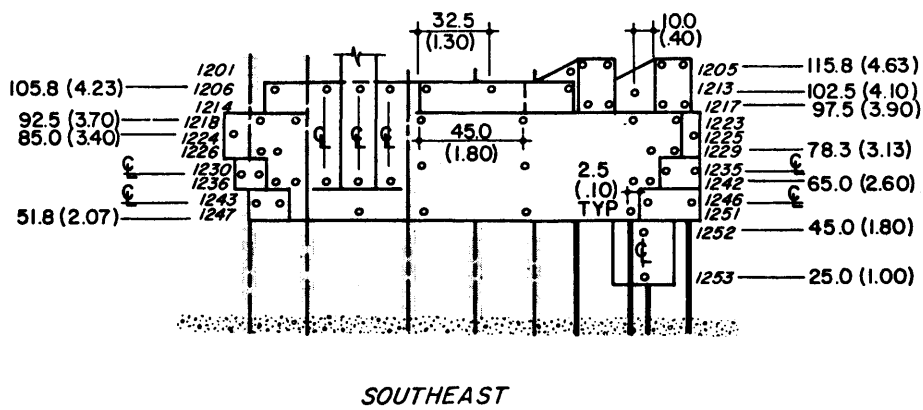 32.5
(1.30)
10.0
(.40)
1201
105.8 (4.23) 1206
1214
92.5 (3.70) 1218
85.0 (3.40) 1224
1226
℄ 1230
1236
℄ 1243
51.8 (2.07) 1247
℄ ℄ ℄
45.0
(1.80)
2.5
(.10)
TYP
℄
1205 115.8 (4.63)
1213 102.5 (4.10)
1217 97.5 (3.90)
1223
1225
1229 78.3 (3.13)
1235 ℄
1242 65.0 (2.60)
1246 ℄
1251
1252 45.0 (1.80)
1253 25.0 (1.00)
SOUTHEAST